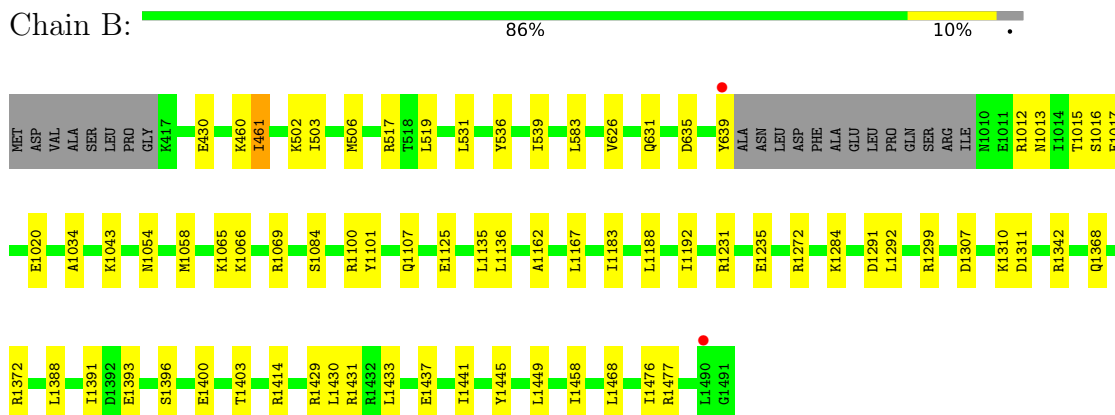 Chain B:
86% 10% •
MET ASP VAL ALA SER LEU PRO GLY K417 E430 K460 I461 K502 I503 M506 R517 T518 L519 L531 Y536 I539 L583 V626 Q631 D635 Y639 ALA ASN LEU ASP PHE ALA GLU LEU PRO GLN SER ARG ILE N1010 E1011 R1012 N1013 I1014 T1015 S1016 E1017
E1020 A1034 K1043 N1054 M1058 K1065 K1066 R1069 S1084 R1100 Y1101 Q1107 E1125 L1135 L1136 A1162 L1167 I1183 L1188 I1192 R1231 E1235 R1272 K1284 D1291 L1292 R1299 D1307 K1310 D1311 R1342 Q1368
R1372 L1388 I1391 D1392 E1393 S1396 E1400 T1403 R1414 R1429 L1430 R1431 R1432 L1433 E1437 I1441 Y1445 L1449 I1458 L1468 I1476 R1477 L1490 G1491